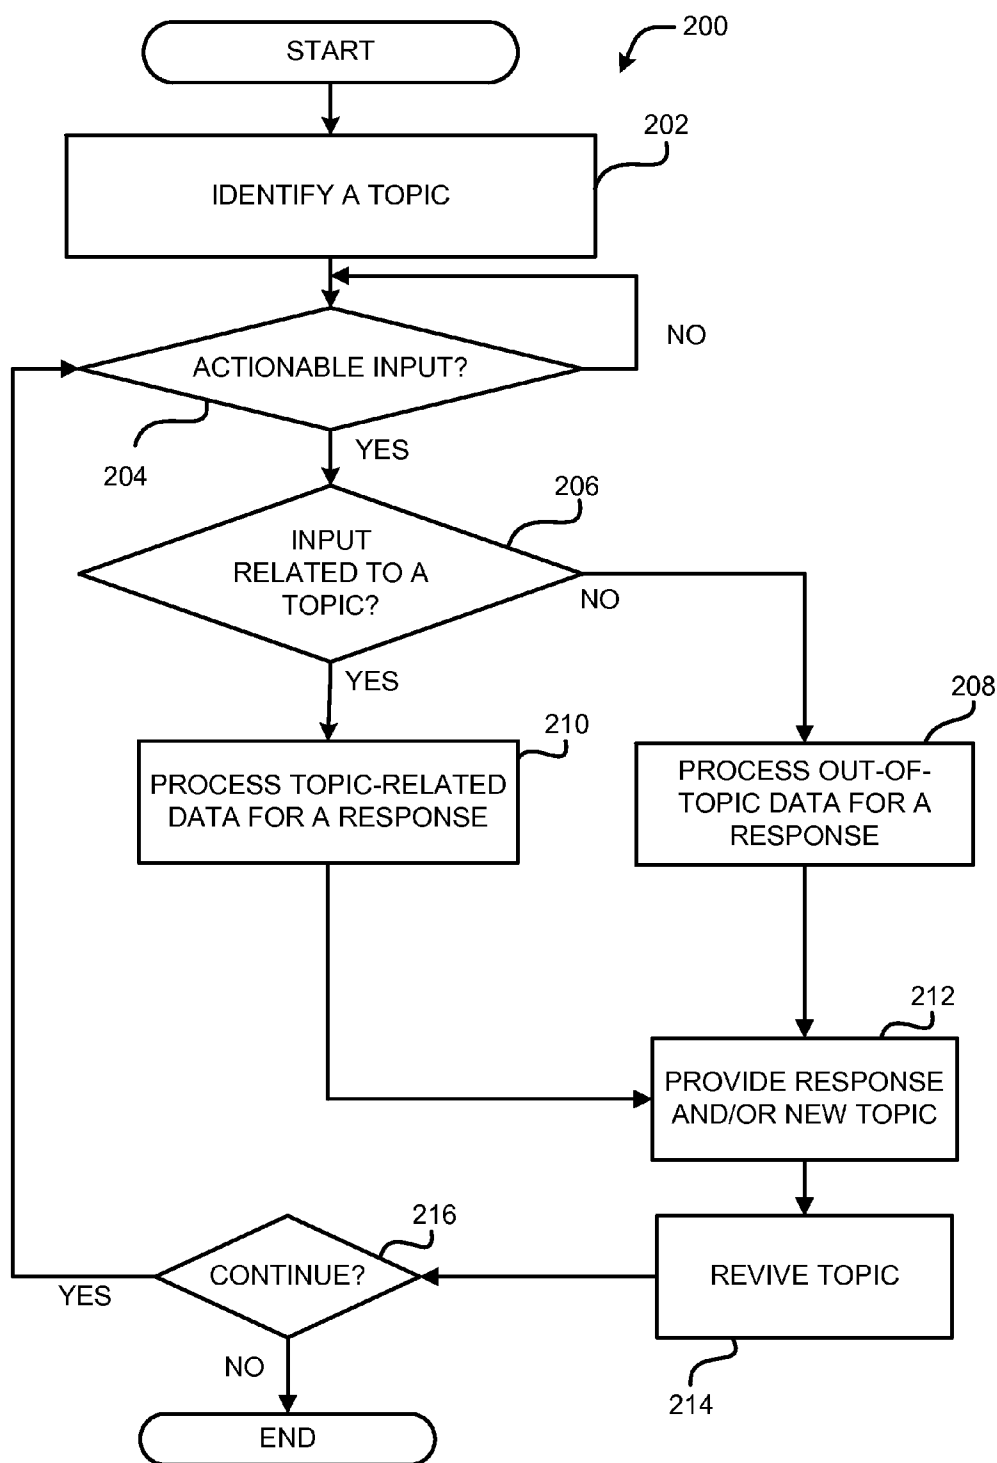 START
200
202
IDENTIFY A TOPIC
NO
ACTIONABLE INPUT?
YES
204
206
INPUT
RELATED TO A
TOPIC?
NO
YES
208
210
PROCESS TOPIC-RELATED
DATA FOR A RESPONSE
PROCESS OUT-OF-
TOPIC DATA FOR A
RESPONSE
212
PROVIDE RESPONSE
AND/OR NEW TOPIC
216
CONTINUE?
REVIVE TOPIC
YES
NO
214
END